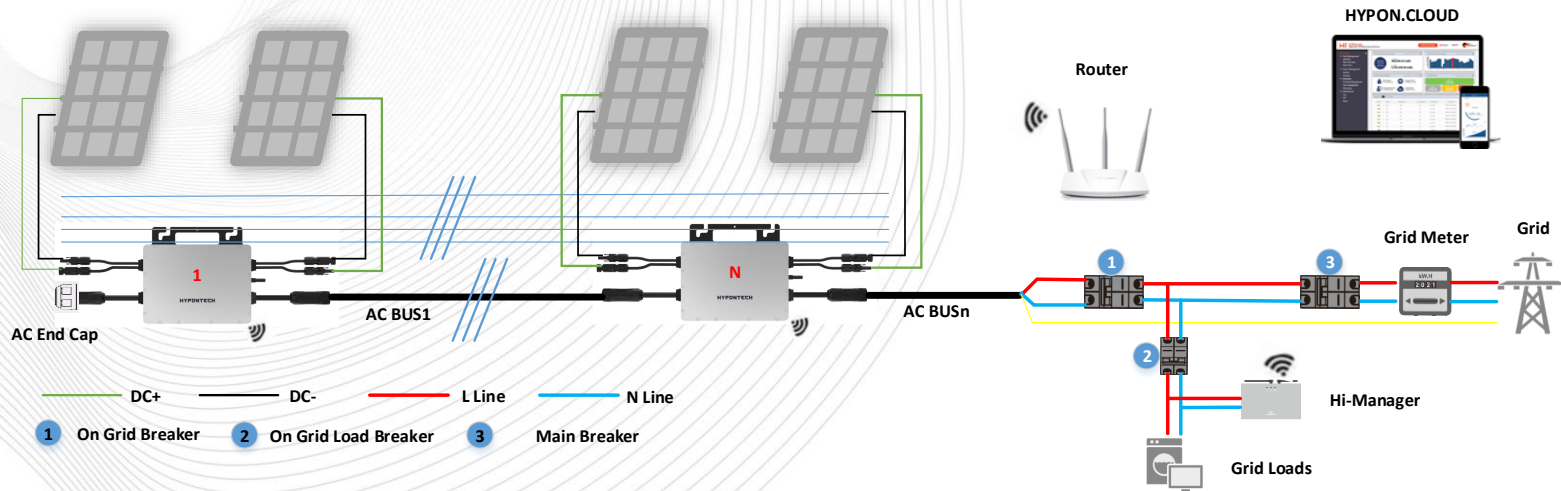 HYPON.CLOUD
Router
Grid Meter
Grid
1
3
kW.H
2021
1
HYPONTECH
N
HYPONTECH
AC BUS1
AC BUSn
AC End Cap
2
Hi-Manager
Grid Loads
DC+
DC-
L Line
N Line
1 On Grid Breaker
2 On Grid Load Breaker
3 Main Breaker